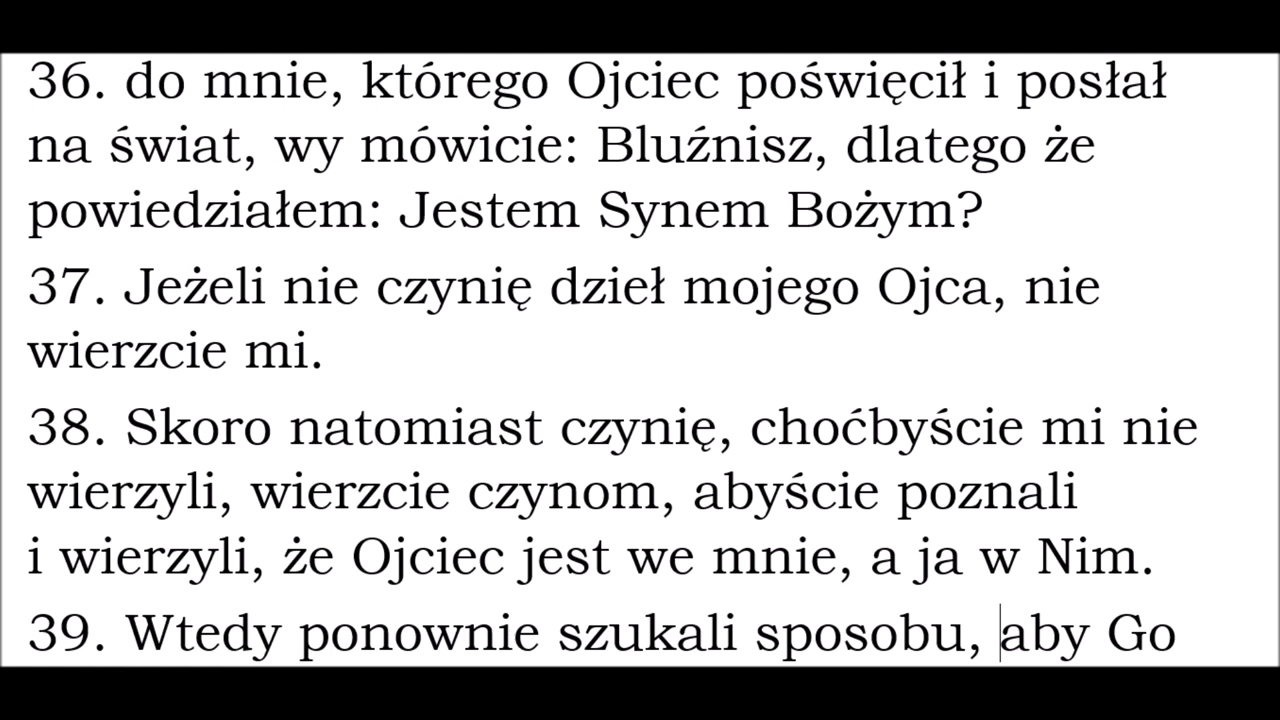 36. do mnie, którego Ojciec poświęcił i posłał
na świat, wy mówicie: Bluźnisz, dlatego że
powiedziałem: Jestem Synem Bożym?
37. Jeżeli nie czynię dzieł mojego Ojca, nie
wierzcie mi.
38. Skoro natomiast czynię, choćbyście mi nie
wierzyli, wierzcie czynom, abyście poznali
i wierzyli, że Ojciec jest we mnie, a ja w Nim.
39. Wtedy ponownie szukali sposobu, aby Go